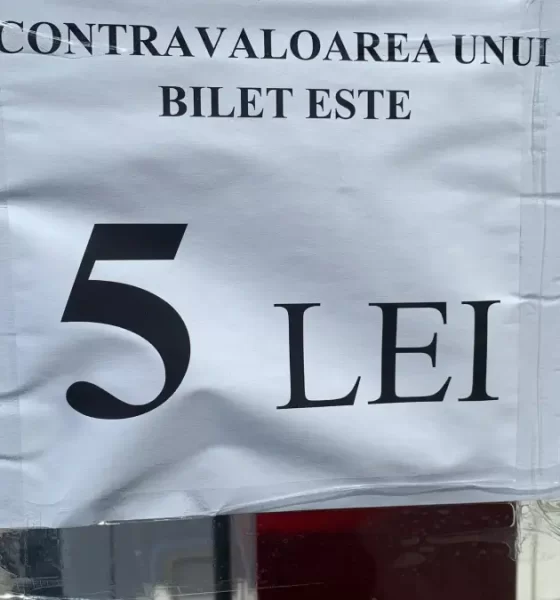 CONTRAVALOAREA UNUI
BILET ESTE
5 LEI